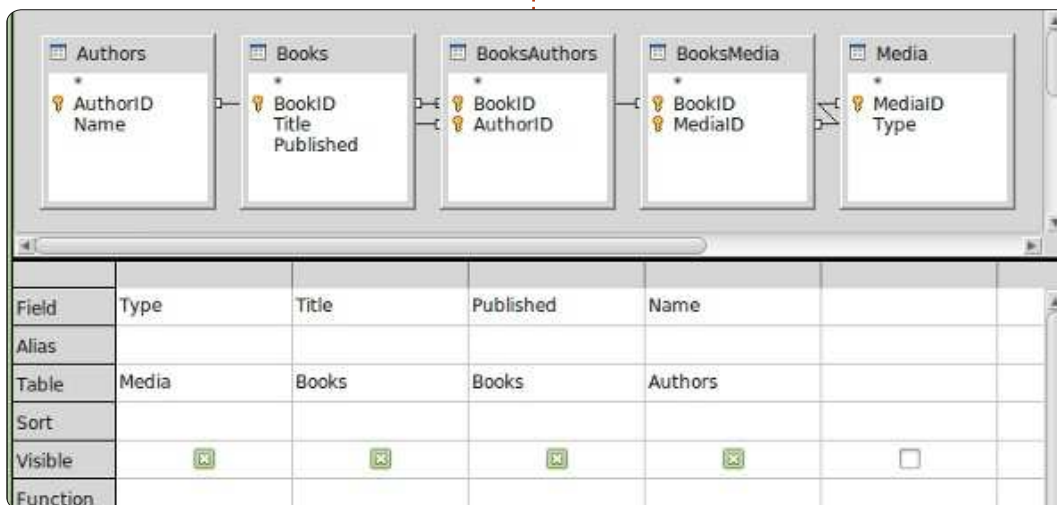 Authors
*
AuthorID
Name
Books
*
BookID
Title
Published
BooksAuthors
*
BookID
AuthorID
BooksMedia
*
BookID
MediaID
Media
*
MediaID
Type
Field Type Title Published Name
Alias
Table Media Books Books Authors
Sort
Visible
Function